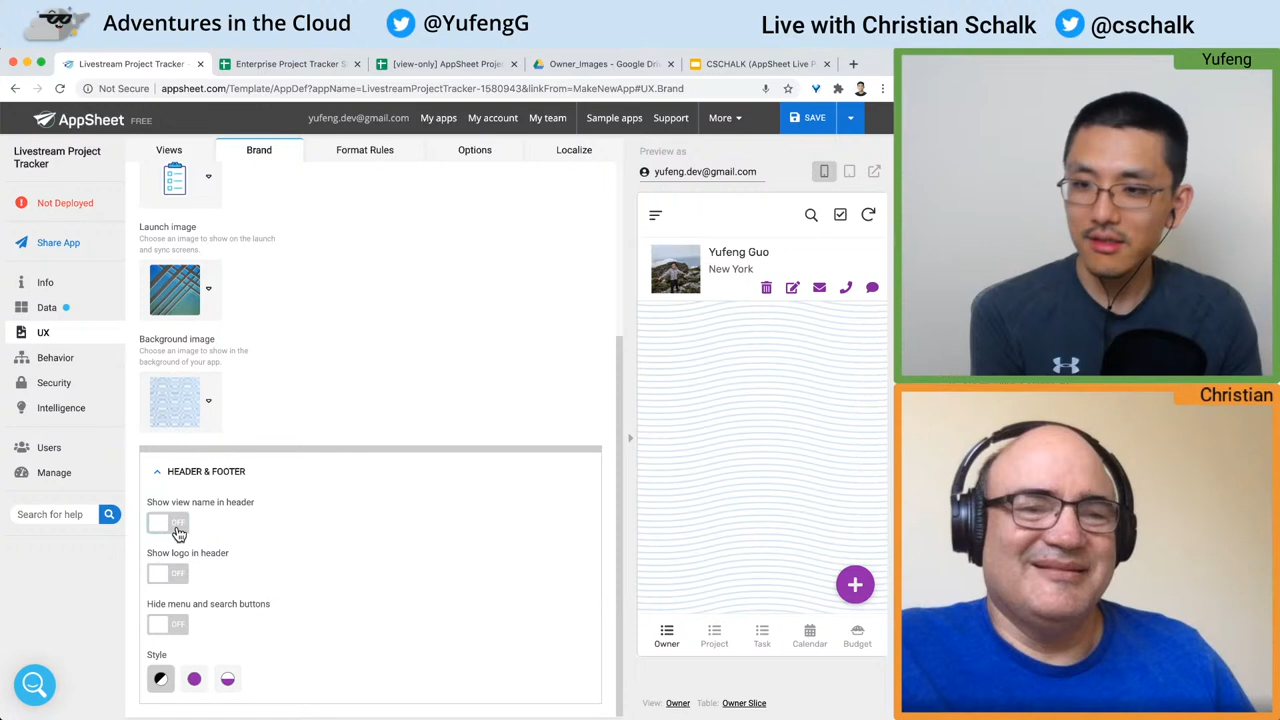 Adventures in the Cloud
@YufengG
Live with Christian Schalk
@cschalk
Livestream Project Tracker -
Enterprise Project Tracker S
[view-only] AppSheet Proje
Owner_Images - Google Dri
CSCHALK (AppSheet Live P
Not Secure
appsheet.com/Template/AppDef?appName=LivestreamProjectTracker-1580943&linkFrom=MakeNewApp#UX.Brand
AppSheet FREE
yufeng.dev@gmail.com
My apps
My account
My team
Sample apps
Support
More
SAVE
Livestream Project
Tracker
Not Deployed
Share App
Info
Data
UX
Behavior
Security
Intelligence
Users
Manage
Search for help
Views
Brand
Format Rules
Options
Localize
Launch image
Choose an image to show on the launch
and sync screens.
Background image
Choose an image to show in the
background of your app.
HEADER & FOOTER
Show view name in header
OFF
Show logo in header
OFF
Hide menu and search buttons
OFF
Style
Preview as
yufeng.dev@gmail.com
Yufeng Guo
New York
Owner
Project
Task
Calendar
Budget
View: Owner Table: Owner Slice
Yufeng
Christian